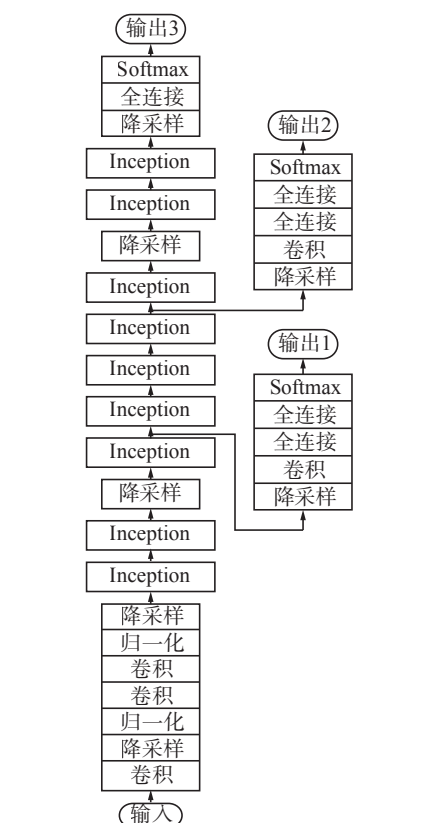 输出3
Softmax
全连接
降采样
Inception
Inception
降采样
Inception
Inception
Inception
Inception
Inception
降采样
Inception
Inception
降采样
归一化
卷积
卷积
归一化
降采样
卷积
输入
输出2
Softmax
全连接
全连接
卷积
降采样
输出1
Softmax
全连接
全连接
卷积
降采样